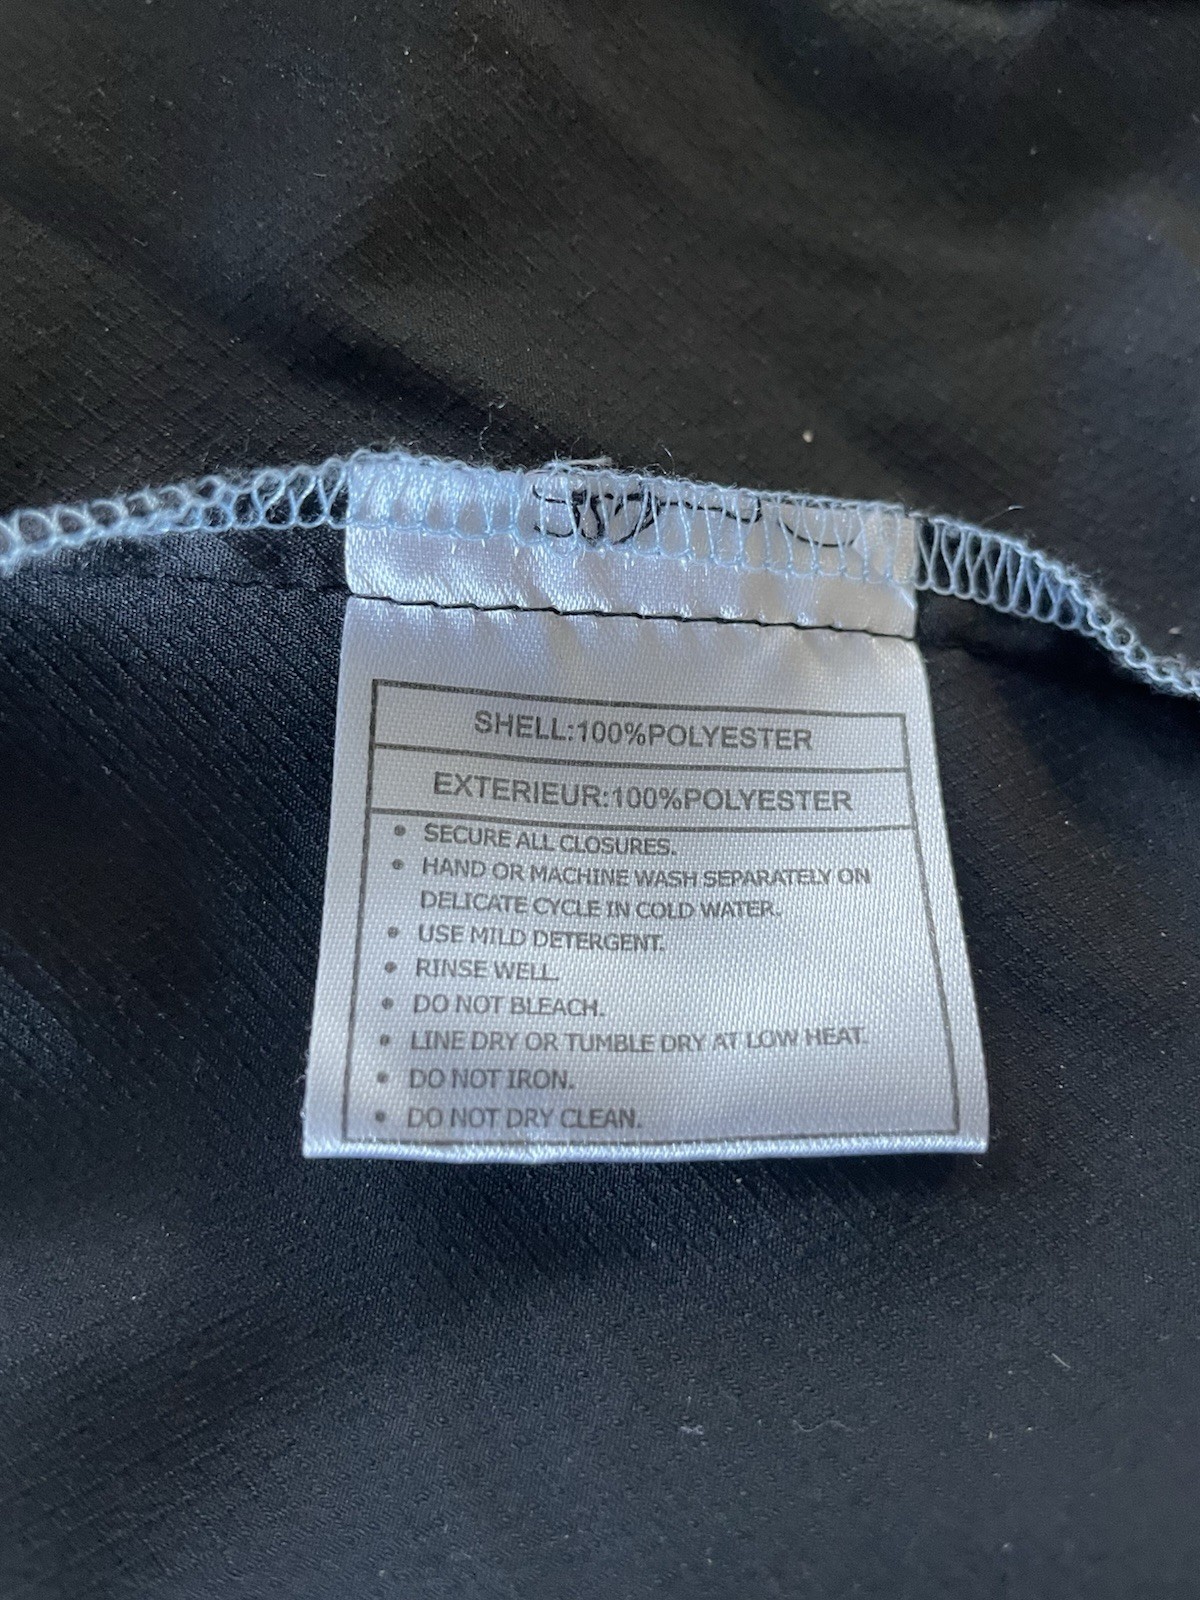 SHELL:100%POLYESTER
EXTERIEUR:100%POLYESTER
• SECURE ALL CLOSURES.
• HAND OR MACHINE WASH SEPARATELY ON
DELICATE CYCLE IN COLD WATER.
• USE MILD DETERGENT.
• RINSE WELL.
• DO NOT BLEACH.
• LINE DRY OR TUMBLE DRY AT LOW HEAT.
• DO NOT IRON.
• DO NOT DRY CLEAN.